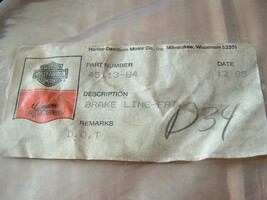 Harley-Davidson Motor Co., Inc. Milwaukee, Wisconsin 53201
PART NUMBER DATE
45113-84 12/85
DESCRIPTION
BRAKE LINE-FRT
D34
REMARKS
D.O.T